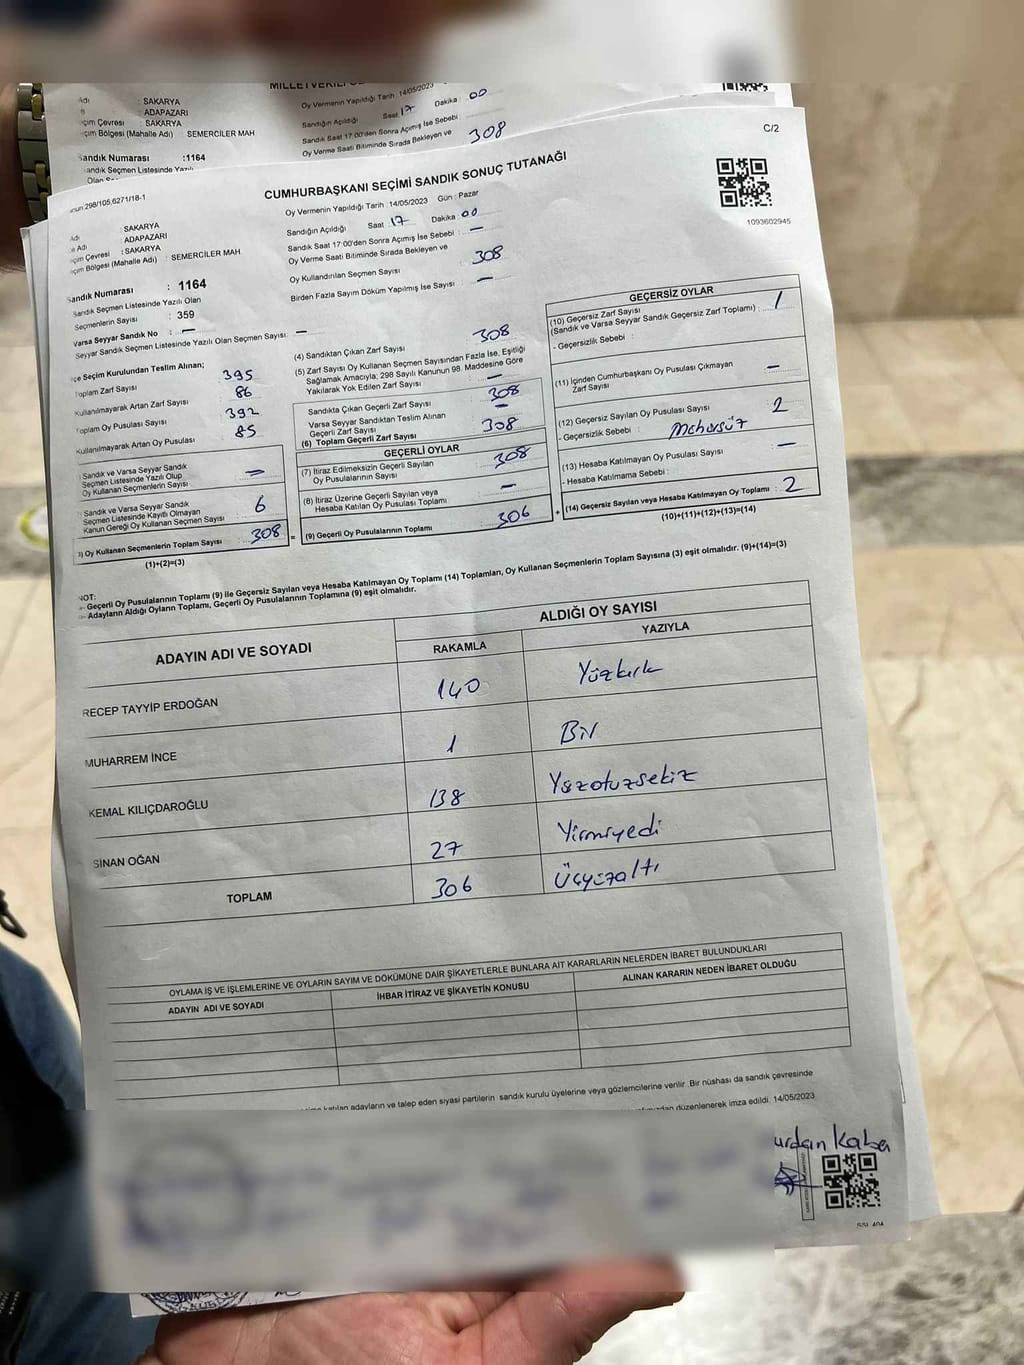 MİLLETVEKİLİ
Adı : SAKARYA
: ADAPAZARI
çim Çevresi : SAKARYA
çim Bölgesi (Mahalle Adı) SEMERCİLER MAH
Sandık Numarası :1164
andık Seçmen Listesinde Yazılı
Olan
Oy Vermenin Yapıldığı Tarih :14/05/2023
Sandığın Açıldığı Saat 17 Dakika : 00
Sandık Saat 17:00'den Sonra Açımış İse Sebebi
Oy Verme Saati Bitiminde Sırada Bekleyen ve 308
C/2
anun 298/105,6271/18-1
CUMHURBAŞKANI SEÇİMİ SANDIK SONUÇ TUTANAĞI
1093602945
Adı : SAKARYA
e Adı : ADAPAZARI
çim Çevresi : SAKARYA
çim Bölgesi (Mahalle Adı) : SEMERCİLER MAH
Sandık Numarası : 1164
Sandık Seçmen Listesinde Yazılı Olan
Seçmenlerin Sayısı : 359
Varsa Seyyar Sandık No : —
Seyyar Sandık Seçmen Listesinde Yazılı Olan Seçmen Sayısı: —
Oy Vermenin Yapıldığı Tarih :14/05/2023 Gün : Pazar
Sandığın Açıldığı Saat :17 Dakika :00
Sandık Saat 17:00'den Sonra Açımış İse Sebebi : —
Oy Verme Saati Bitiminde Sırada Bekleyen ve
Oy Kullandırılan Seçmen Sayısı 308
Birden Fazla Sayım Döküm Yapılmış İse Sayısı : —
çe Seçim Kurulundan Teslim Alınan;
Toplam Zarf Sayısı 395
Kullanılmayarak Artan Zarf Sayısı 86
Toplam Oy Pusulası Sayısı 392
Kullanılmayarak Artan Oy Pusulası 85
) Sandık ve Varsa Seyyar Sandık
Seçmen Listesinde Yazılı Olup
Oy Kullanan Seçmenlerin Sayısı —
) Sandık ve Varsa Seyyar Sandık
Seçmen Listesinde Kayıtlı Olmayan
Kanun Gereği Oy Kullanan Seçmen Sayısı 6
3) Oy Kullanan Seçmenlerin Toplam Sayısı 308
(1)+(2)=(3)
(4) Sandıktan Çıkan Zarf Sayısı 308
(5) Zarf Sayısı Oy Kullanan Seçmen Sayısından Fazla İse, Eşitliği
Sağlamak Amacıyla; 298 Sayılı Kanunun 98. Maddesine Göre
Yakılarak Yok Edilen Zarf Sayısı —
Sandıkta Çıkan Geçerli Zarf Sayısı 308
Varsa Seyyar Sandıktan Teslim Alınan
Geçerli Zarf Sayısı —
(6) Toplam Geçerli Zarf Sayısı 308
GEÇERLİ OYLAR
(7) İtiraz Edilmeksizin Geçerli Sayılan
Oy Pusulalarının Sayısı 308
(8) İtiraz Üzerine Geçerli Sayılan veya
Hesaba Katılan Oy Pusulası Toplamı —
= (9) Geçerli Oy Pusulalarının Toplamı 306
GEÇERSİZ OYLAR
(10) Geçersiz Zarf Sayısı
(Sandık ve Varsa Seyyar Sandık Geçersiz Zarf Toplamı) : 1
- Geçersizlik Sebebi :
(11) İçinden Cumhurbaşkanı Oy Pusulası Çıkmayan
Zarf Sayısı —
(12) Geçersiz Sayılan Oy Pusulası Sayısı 2
- Geçersizlik Sebebi : Mühürsüz
(13) Hesaba Katılmayan Oy Pusulası Sayısı —
- Hesaba Katılmama Sebebi :
+ (14) Geçersiz Sayılan veya Hesaba Katılmayan Oy Toplamı : 2
(10)+(11)+(12)+(13)=(14)
NOT:
- Geçerli Oy Pusulalarının Toplamı (9) ile Geçersiz Sayılan veya Hesaba Katılmayan Oy Toplamı (14) Toplamları, Oy Kullanan Seçmenlerin Toplam Sayısına (3) eşit olmalıdır. (9)+(14)=(3)
- Adayların Aldığı Oyların Toplamı, Geçerli Oy Pusulalarının Toplamına (9) eşit olmalıdır.
ADAYIN ADI VE SOYADI
ALDIĞI OY SAYISI
RAKAMLA YAZIYLA
RECEP TAYYİP ERDOĞAN 140 Yüzkırk
MUHARREM İNCE 1 Bir
KEMAL KILIÇDAROĞLU 138 Yüzotuzsekiz
SİNAN OĞAN 27 Yirmiyedi
TOPLAM 306 Üçyüzaltı
OYLAMA İŞ VE İŞLEMLERİNE VE OYLARIN SAYIM VE DÖKÜMÜNE DAİR ŞİKAYETLERLE BUNLARA AİT KARARLARIN NELERDEN İBARET BULUNDUKLARI
ADAYIN ADI VE SOYADI İHBAR İTİRAZ VE ŞİKAYETİN KONUSU ALINAN KARARIN NEDEN İBARET OLDUĞU
katılan adayların ve talep eden siyasi partilerin sandık kurulu üyelerine veya gözlemcilerine verilir. Bir nüshası da sandık çevresinde
düzenlenerek imza edildi. 14/05/2023
urdan Kaba